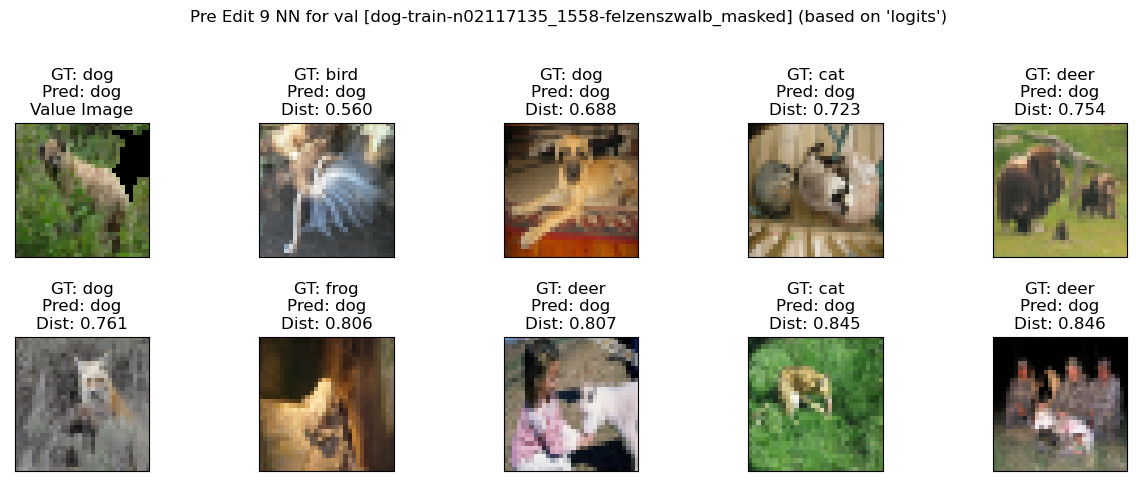 Pre Edit 9 NN for val [dog-train-n02117135_1558-felzenszwalb_masked] (based on 'logits')
GT: dog
Pred: dog
Value Image
GT: bird
Pred: dog
Dist: 0.560
GT: dog
Pred: dog
Dist: 0.688
GT: cat
Pred: dog
Dist: 0.723
GT: deer
Pred: dog
Dist: 0.754
GT: dog
Pred: dog
Dist: 0.761
GT: frog
Pred: dog
Dist: 0.806
GT: deer
Pred: dog
Dist: 0.807
GT: cat
Pred: dog
Dist: 0.845
GT: deer
Pred: dog
Dist: 0.846